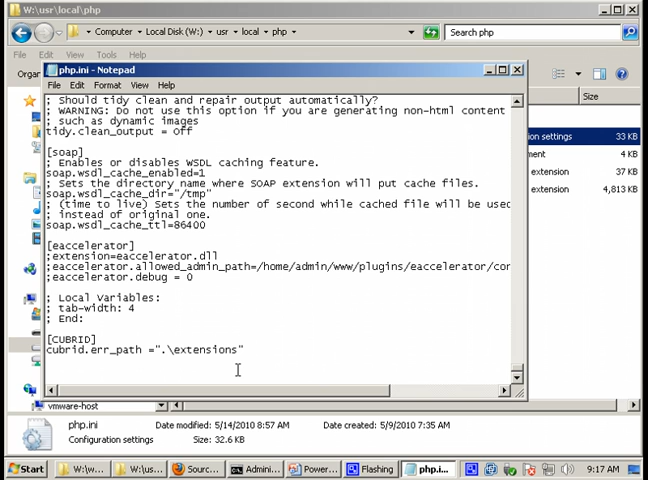 W:\usr\local\php
Computer
Local Disk (W:)
usr
local
php
Search php
File
Edit
View
Tools
Help
Organ
Size
php.ini - Notepad
File Edit Format View Help
; Should tidy clean and repair output automatically?
; WARNING: Do not use this option if you are generating non-html content
; such as dynamic images
tidy.clean_output = Off
[soap]
; Enables or disables WSDL caching feature.
soap.wsdl_cache_enabled=1
; Sets the directory name where SOAP extension will put cache files.
soap.wsdl_cache_dir="/tmp"
; (time to live) Sets the number of second while cached file will be used
; instead of original one.
soap.wsdl_cache_ttl=86400
[eaccelerator]
;extension=eaccelerator.dll
;eaccelerator.allowed_admin_path=/home/admin/www/plugins/eaccelerator/con
;eaccelerator.debug = 0
; Local Variables:
; tab-width: 4
; End:
[CUBRID]
cubrid.err_path =".\extensions"
on settings 33 KB
ment 4 KB
extension 37 KB
extension 4,813 KB
vmware-host
php.ini Date modified: 5/14/2010 8:57 AM Date created: 5/9/2010 7:35 AM
Configuration settings Size: 32.6 KB
Start
W:\w...
W:\us...
Sourc...
Admini...
Power...
Flashing
php.i...
9:17 AM